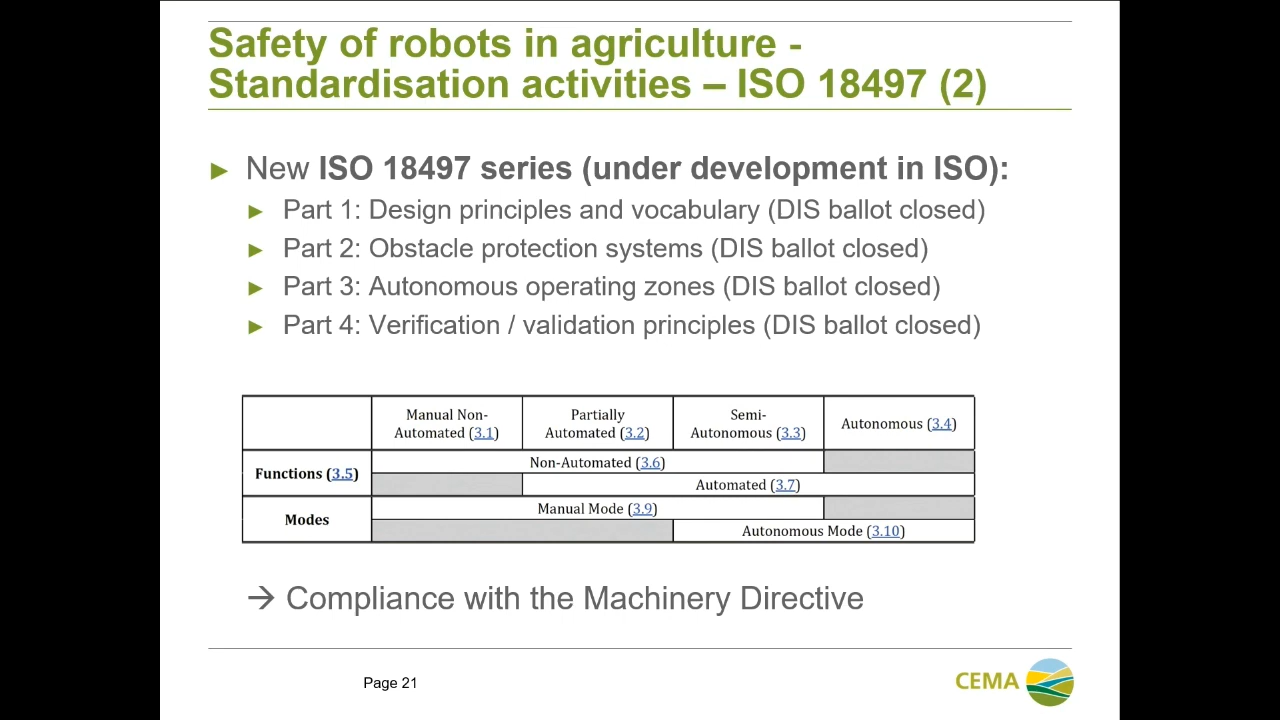 Safety of robots in agriculture -
Standardisation activities – ISO 18497 (2)
► New ISO 18497 series (under development in ISO):
► Part 1: Design principles and vocabulary (DIS ballot closed)
► Part 2: Obstacle protection systems (DIS ballot closed)
► Part 3: Autonomous operating zones (DIS ballot closed)
► Part 4: Verification / validation principles (DIS ballot closed)
Manual Non-
Automated (3.1)
Partially
Automated (3.2)
Semi-
Autonomous (3.3)
Autonomous (3.4)
Functions (3.5)
Non-Automated (3.6)
Automated (3.7)
Modes
Manual Mode (3.9)
Autonomous Mode (3.10)
→ Compliance with the Machinery Directive
Page 21
CEMA